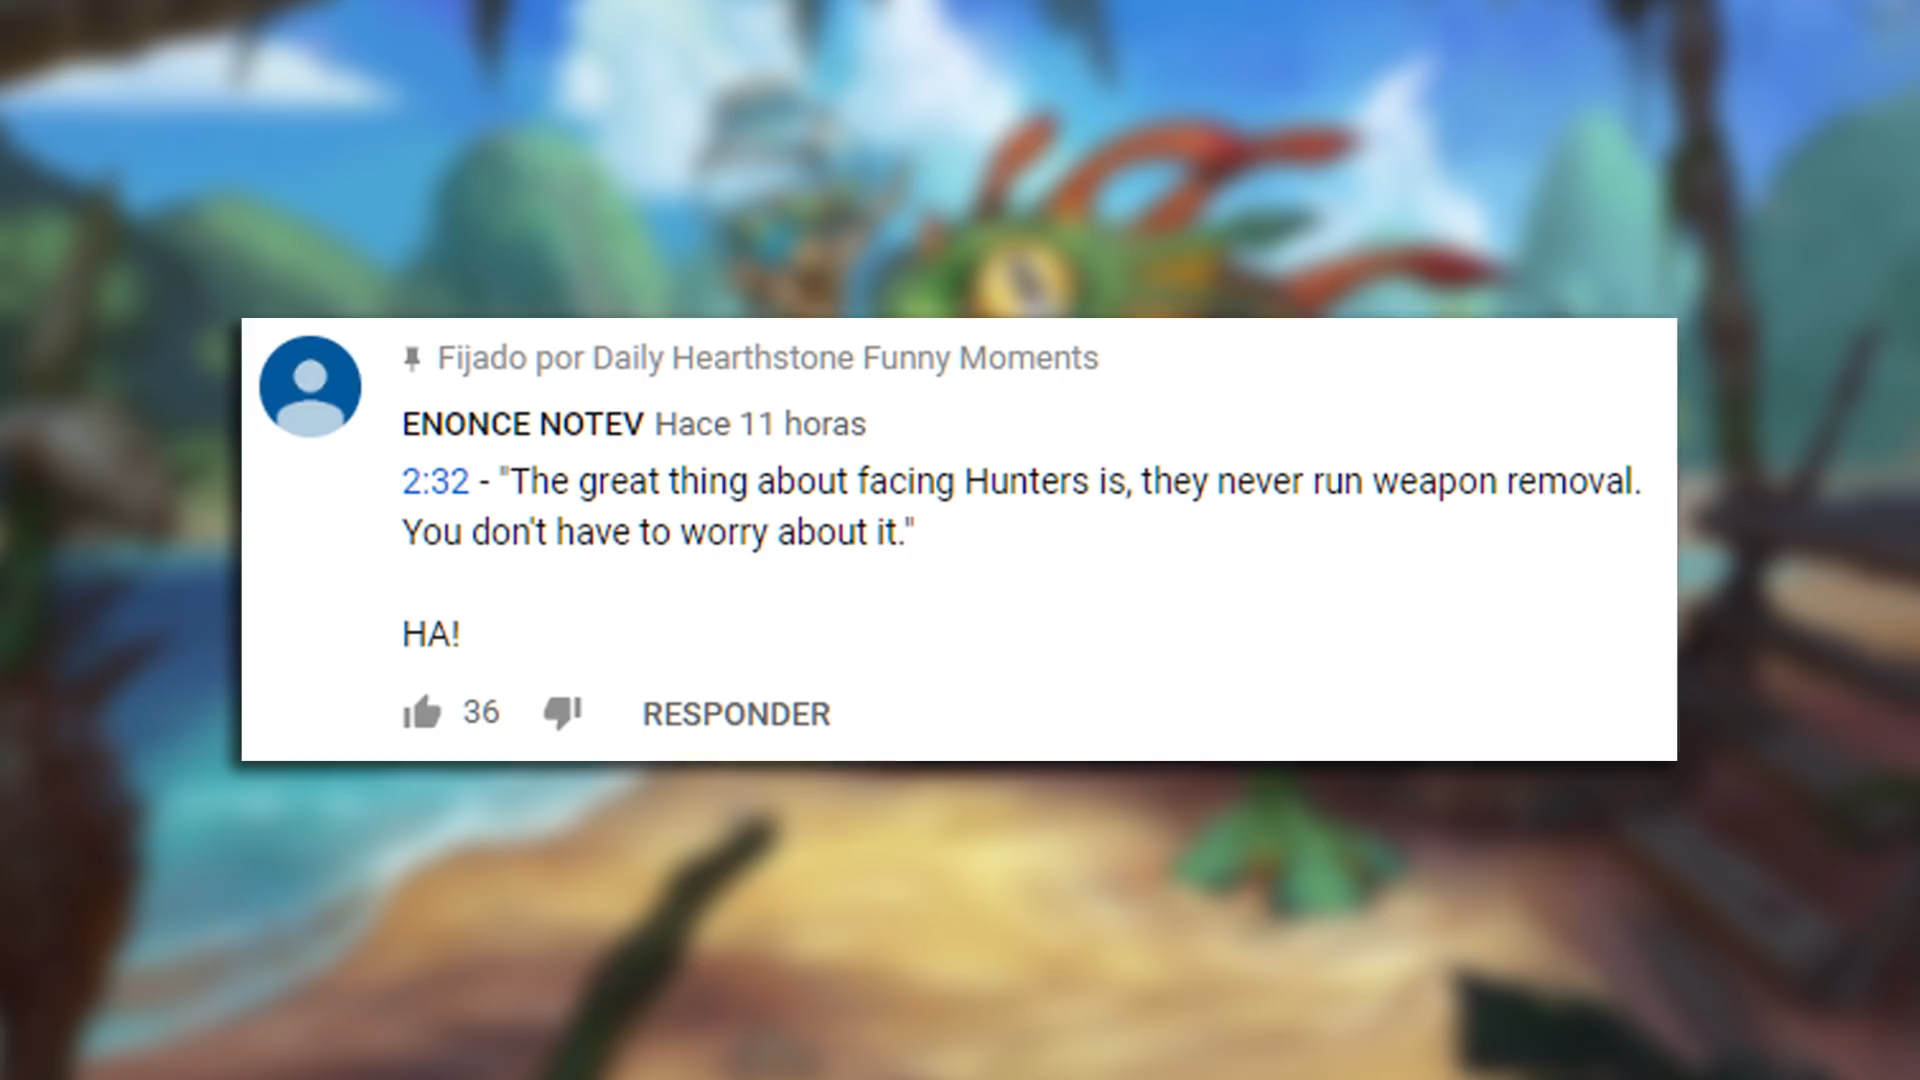 Fijado por Daily Hearthstone Funny Moments
ENONCE NOTEV Hace 11 horas
2:32 - "The great thing about facing Hunters is, they never run weapon removal.
You don't have to worry about it."
HA!
36 RESPONDER